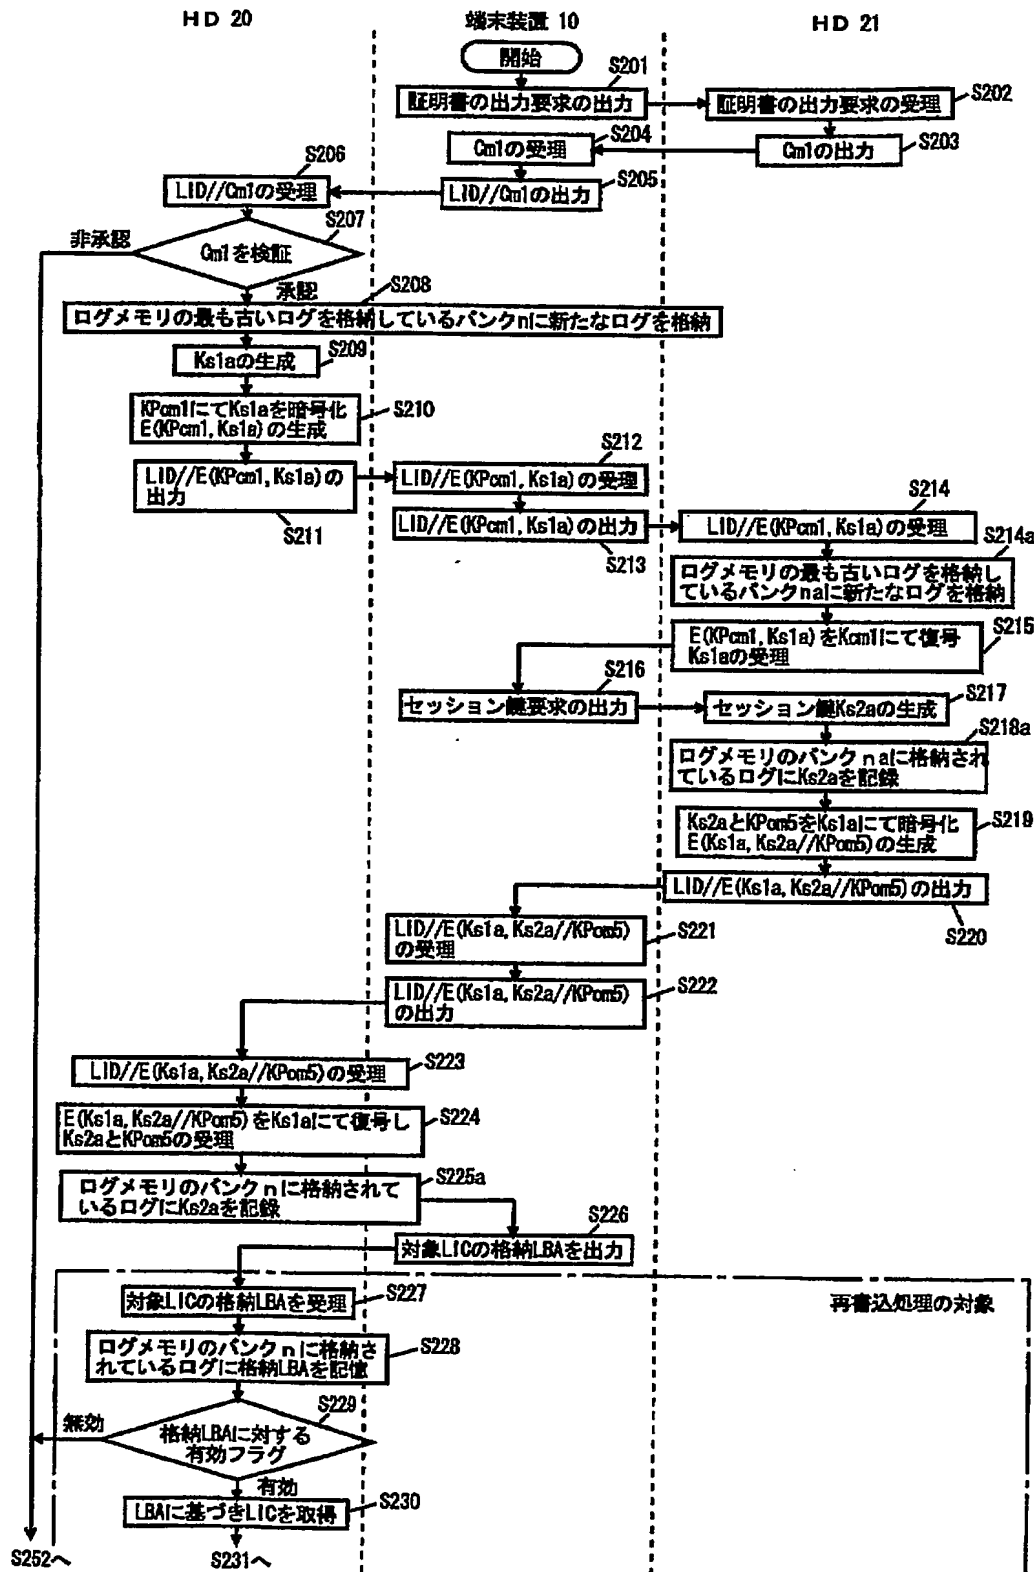 HD 20
端末装置 10
HD 21
開始
S201
証明書の出力要求の出力
S202
証明書の出力要求の受理
S204
Cm1の受理
S203
Cm1の出力
S206
LID//Cm1の受理
S205
LID//Cm1の出力
S207
非承認
Cm1を検証
承認
S208
ログメモリの最も古いログを格納しているバンクnに新たなログを格納
S209
Ks1aの生成
KPcm1にてKs1aを暗号化
E(KPcm1, Ks1a)の生成
S210
LID//E(KPcm1, Ks1a)の
出力
S211
S212
LID//E(KPcm1, Ks1a)の受理
LID//E(KPcm1, Ks1a)の出力
S213
S214
LID//E(KPcm1, Ks1a)の受理
S214a
ログメモリの最も古いログを格納し
ているバンクnaに新たなログを格納
E(KPcm1, Ks1a)をKcm1にて復号
Ks1aの受理
S215
S216
セッション鍵要求の出力
S217
セッション鍵Ks2aの生成
S218a
ログメモリのバンクnaに格納され
ているログにKs2aを記録
Ks2aとKPom5をKs1aにて暗号化
E(Ks1a, Ks2a//KPom5)の生成
S219
LID//E(Ks1a, Ks2a//KPom5)の出力
S220
LID//E(Ks1a, Ks2a//KPom5)
の受理
S221
LID//E(Ks1a, Ks2a//KPom5)
の出力
S222
LID//E(Ks1a, Ks2a//KPom5)の受理
S223
E(Ks1a, Ks2a//KPom5)をKs1aにて復号し
Ks2aとKPom5の受理
S224
ログメモリのバンクnに格納されて
いるログにKs2aを記録
S225a
S226
対象LICの格納LBAを出力
対象LICの格納LBAを受理
S227
再書込処理の対象
ログメモリのバンクnに格納さ
れているログに格納LBAを記憶
S228
S229
無効
格納LBAに対する
有効フラグ
有効
LBAに基づきLICを取得
S230
S252へ
S231へ